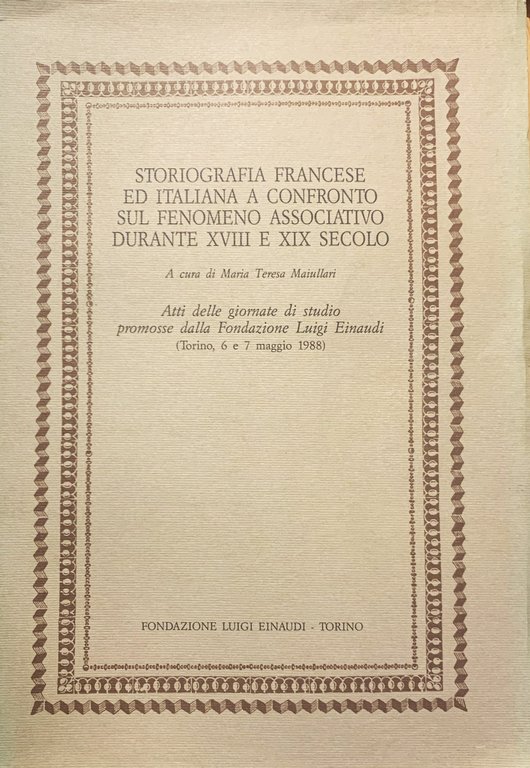 STORIOGRAFIA FRANCESE
ED ITALIANA A CONFRONTO
SUL FENOMENO ASSOCIATIVO
DURANTE XVIII E XIX SECOLO
A cura di Maria Teresa Maiullari
Atti delle giornate di studio
promosse dalla Fondazione Luigi Einaudi
(Torino, 6 e 7 maggio 1988)
FONDAZIONE LUIGI EINAUDI - TORINO